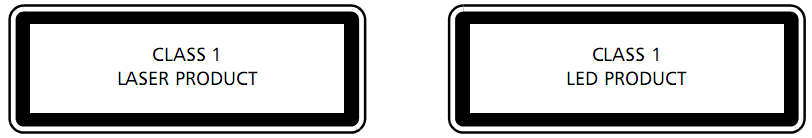 CLASS 1
LASER PRODUCT
CLASS 1
LED PRODUCT